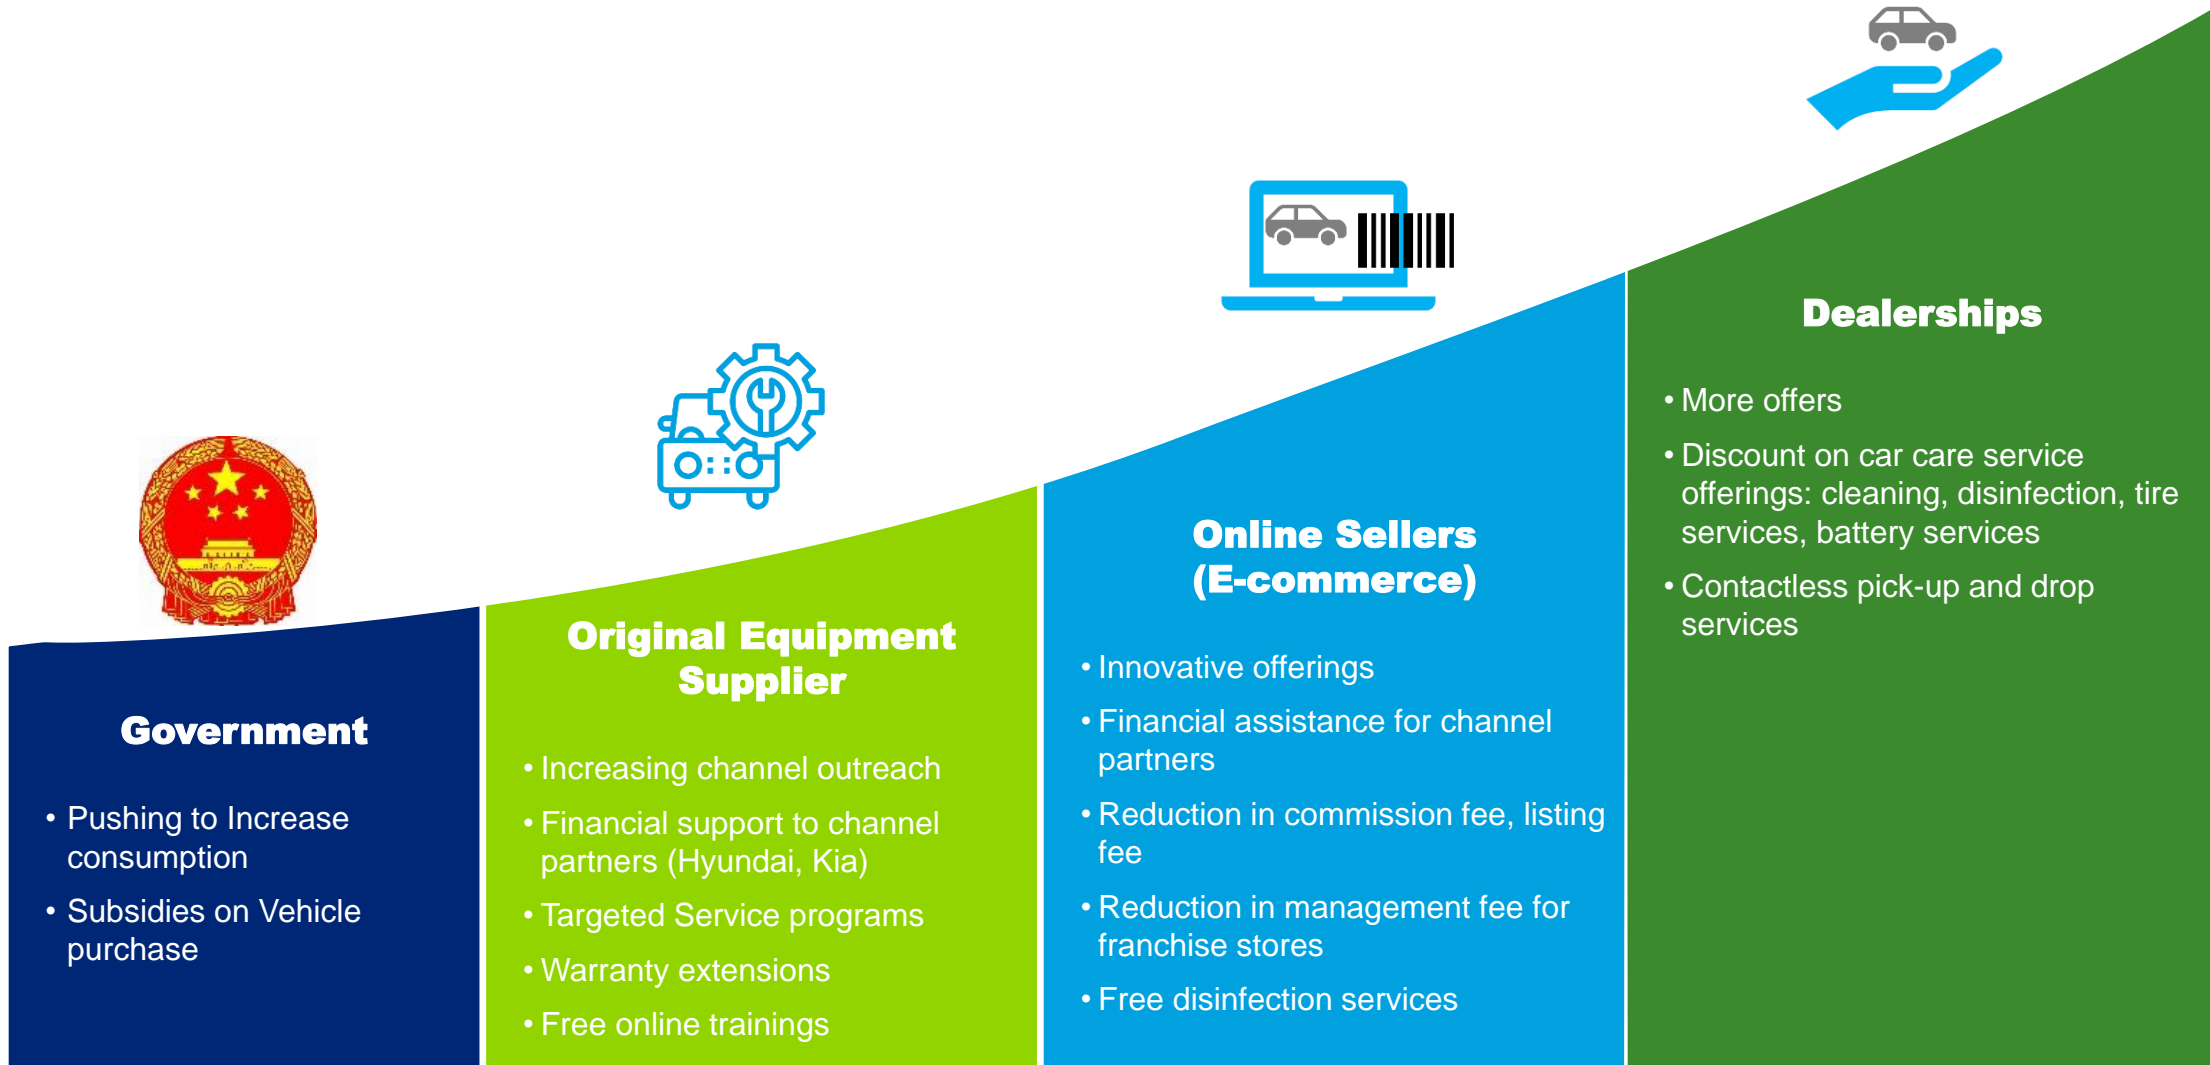 Government
• Pushing to Increase
consumption
• Subsidies on Vehicle
purchase
Original Equipment
Supplier
• Increasing channel outreach
• Financial support to channel
partners (Hyundai, Kia)
• Targeted Service programs
• Warranty extensions
• Free online trainings
Online Sellers
(E-commerce)
• Innovative offerings
• Financial assistance for channel
partners
• Reduction in commission fee, listing
fee
• Reduction in management fee for
franchise stores
• Free disinfection services
Dealerships
• More offers
• Discount on car care service
offerings: cleaning, disinfection, tire
services, battery services
• Contactless pick-up and drop
services